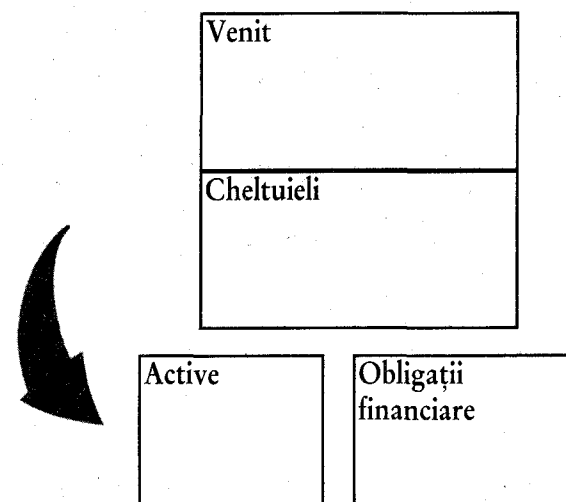 Venit
Cheltuieli
Active
Obligații
financiare